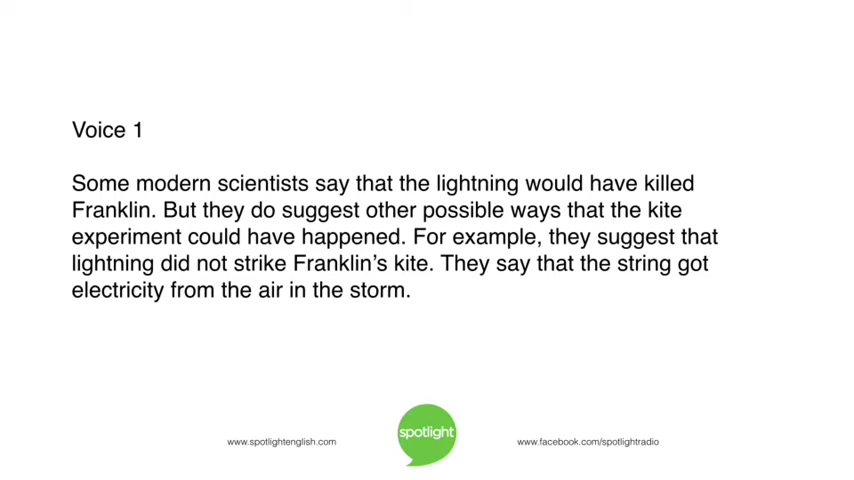 Voice 1
Some modern scientists say that the lightning would have killed
Franklin. But they do suggest other possible ways that the kite
experiment could have happened. For example, they suggest that
lightning did not strike Franklin’s kite. They say that the string got
electricity from the air in the storm.
www.spotlightenglish.com
spotlight
www.facebook.com/spotlightradio